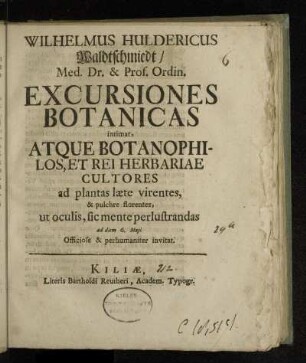 WILHELMUS HULDERICUS
Waldtschmiedt /
Med. Dr. & Prof. Ordin.
6
EXCURSIONES
BOTANICAS
intimat,
ATQUE BOTANOPHI-
LOS, ET REI HERBARIAE
CULTORES
ad plantas læte virentes,
& pulchre florentes,
ut oculis, sic mente perlustrandas
ad diem 6. Maji
Officiose & perhumaniter invitat.
KILIÆ,
Literis Bartholdi Reutheri, Academ. Typogr.